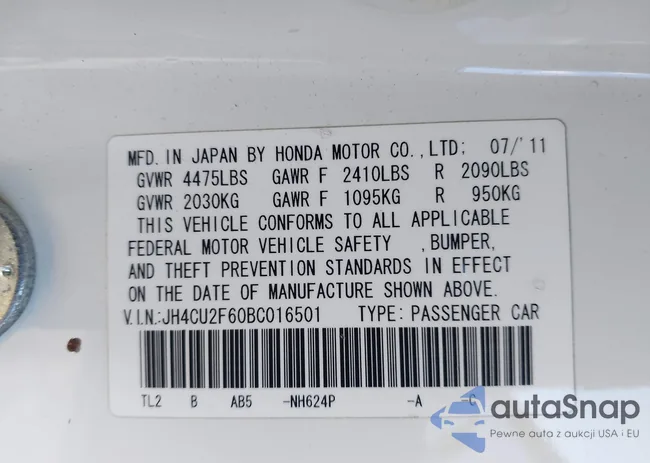 MFD. IN JAPAN BY HONDA MOTOR CO.,LTD; 07/'11
GVWR 4475LBS GAWR F 2410LBS R 2090LBS
GVWR 2030KG GAWR F 1095KG R 950KG
THIS VEHICLE CONFORMS TO ALL APPLICABLE
FEDERAL MOTOR VEHICLE SAFETY ,BUMPER,
AND THEFT PREVENTION STANDARDS IN EFFECT
ON THE DATE OF MANUFACTURE SHOWN ABOVE.
V.I.N.:JH4CU2F60BC016501 TYPE: PASSENGER CAR
TL2 B AB5 -NH624P -A -C
autaSnap
Pewne auta z aukcji USA i EU